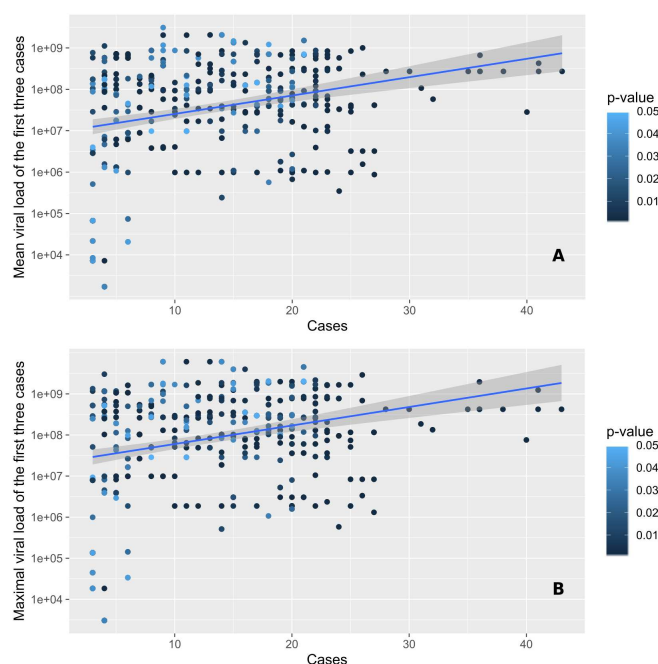 Mean viral load of the first three cases
1e+09
1e+08
1e+07
1e+06
1e+05
1e+04
A
10
20
30
40
Cases
p-value
0.05
0.04
0.03
0.02
0.01
Maximal viral load of the first three cases
1e+09
1e+08
1e+07
1e+06
1e+05
1e+04
B
10
20
30
40
Cases
p-value
0.05
0.04
0.03
0.02
0.01